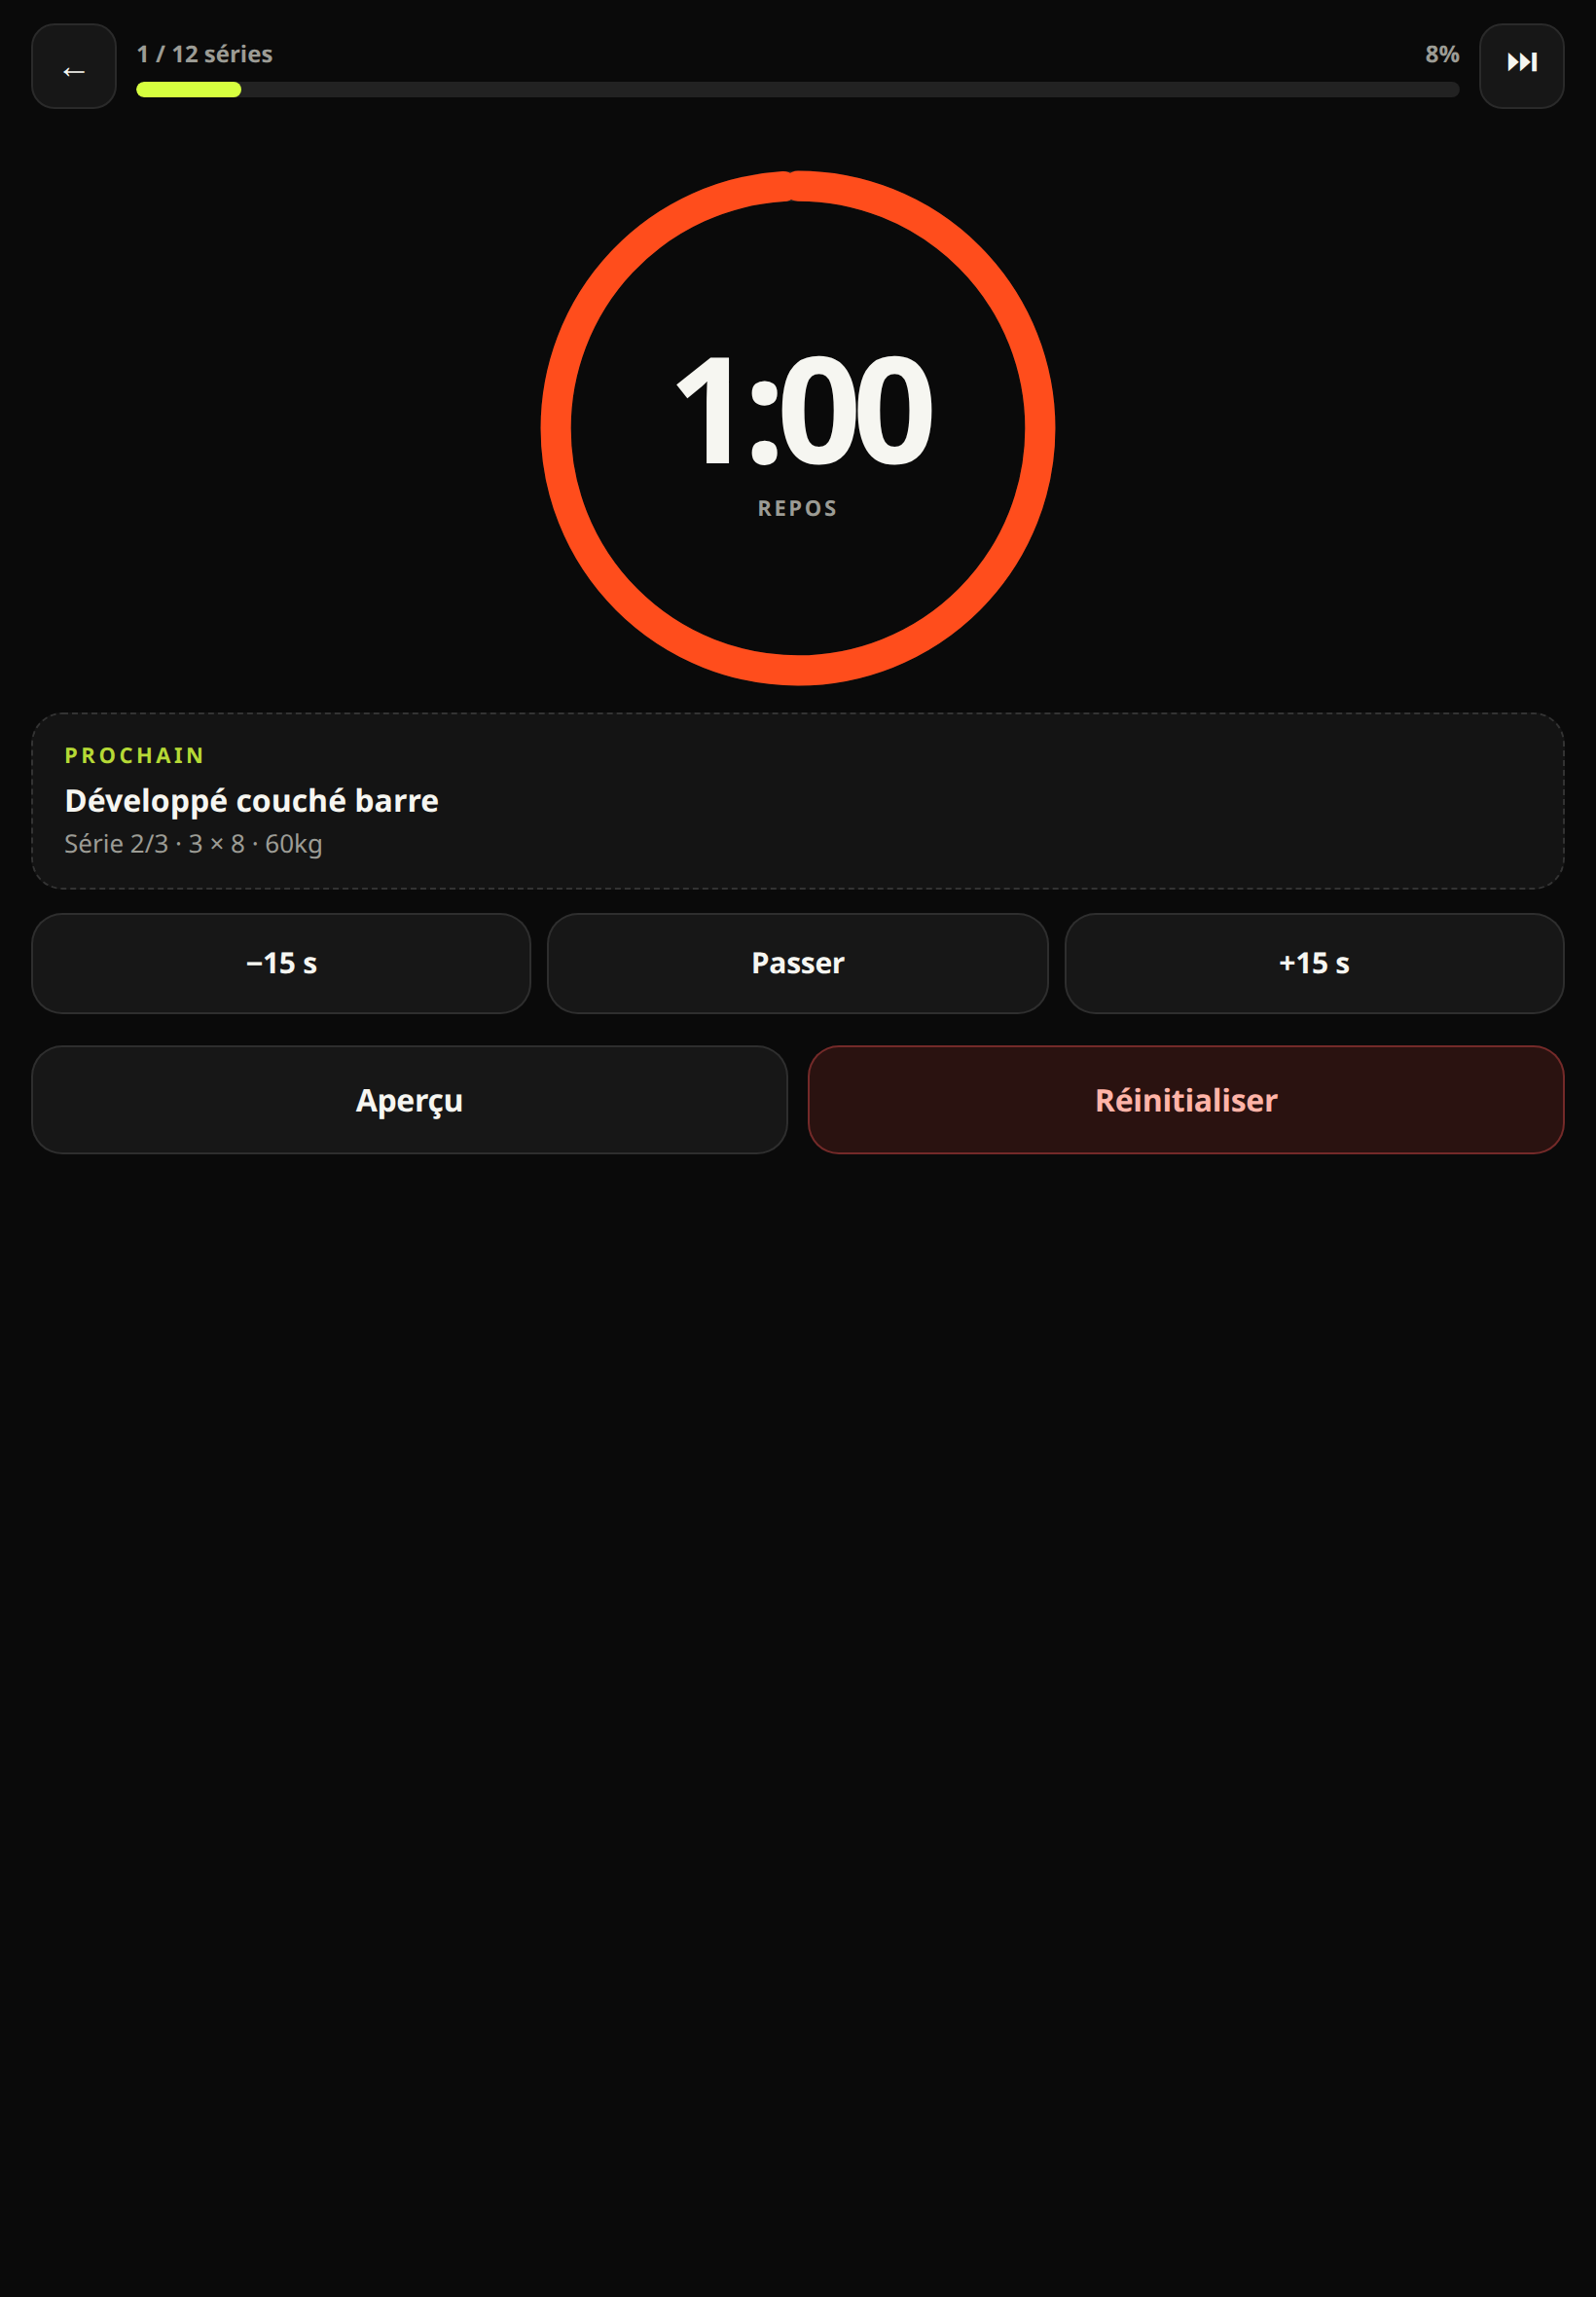 ←
1 / 12 séries
8%
⏭
1:00
REPOS
PROCHAIN
Développé couché barre
Série 2/3 · 3 × 8 · 60kg
−15 s
Passer
+15 s
Aperçu
Réinitialiser